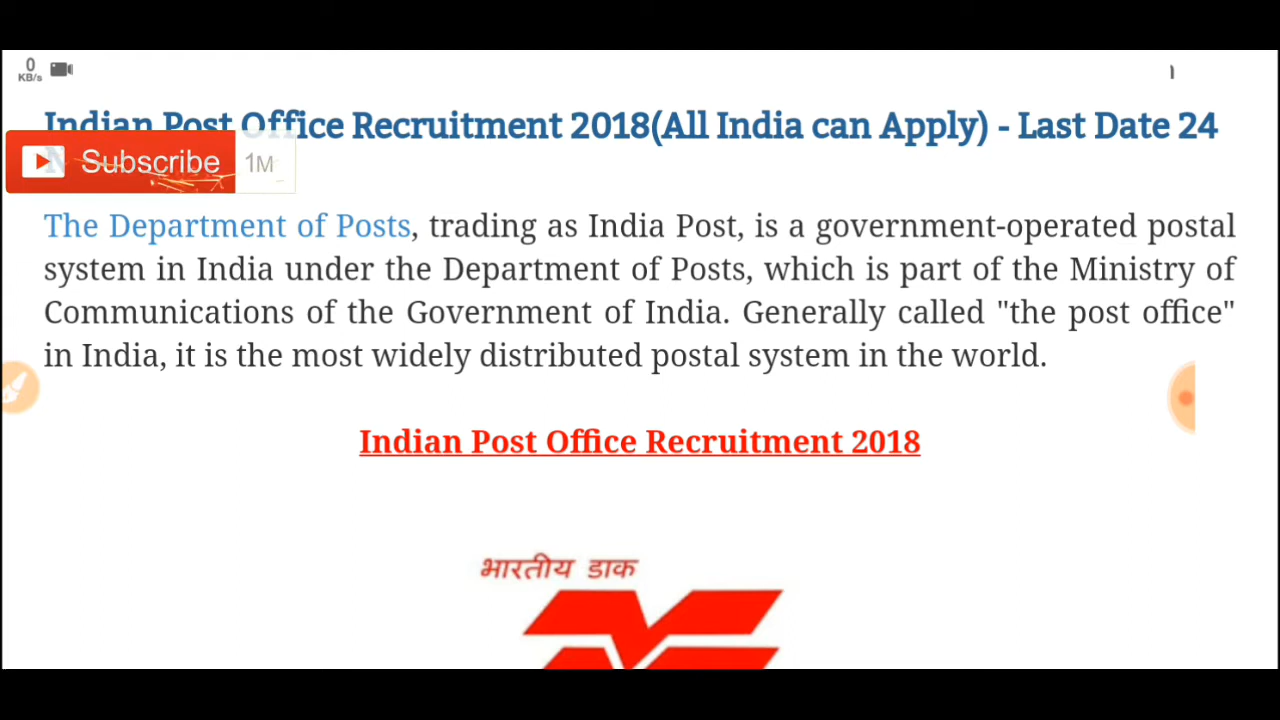 0
KB/s
Indian Post Office Recruitment 2018(All India can Apply) - Last Date 24
Subscribe 1M
The Department of Posts, trading as India Post, is a government-operated postal
system in India under the Department of Posts, which is part of the Ministry of
Communications of the Government of India. Generally called "the post office"
in India, it is the most widely distributed postal system in the world.
Indian Post Office Recruitment 2018
भारतीय डाक